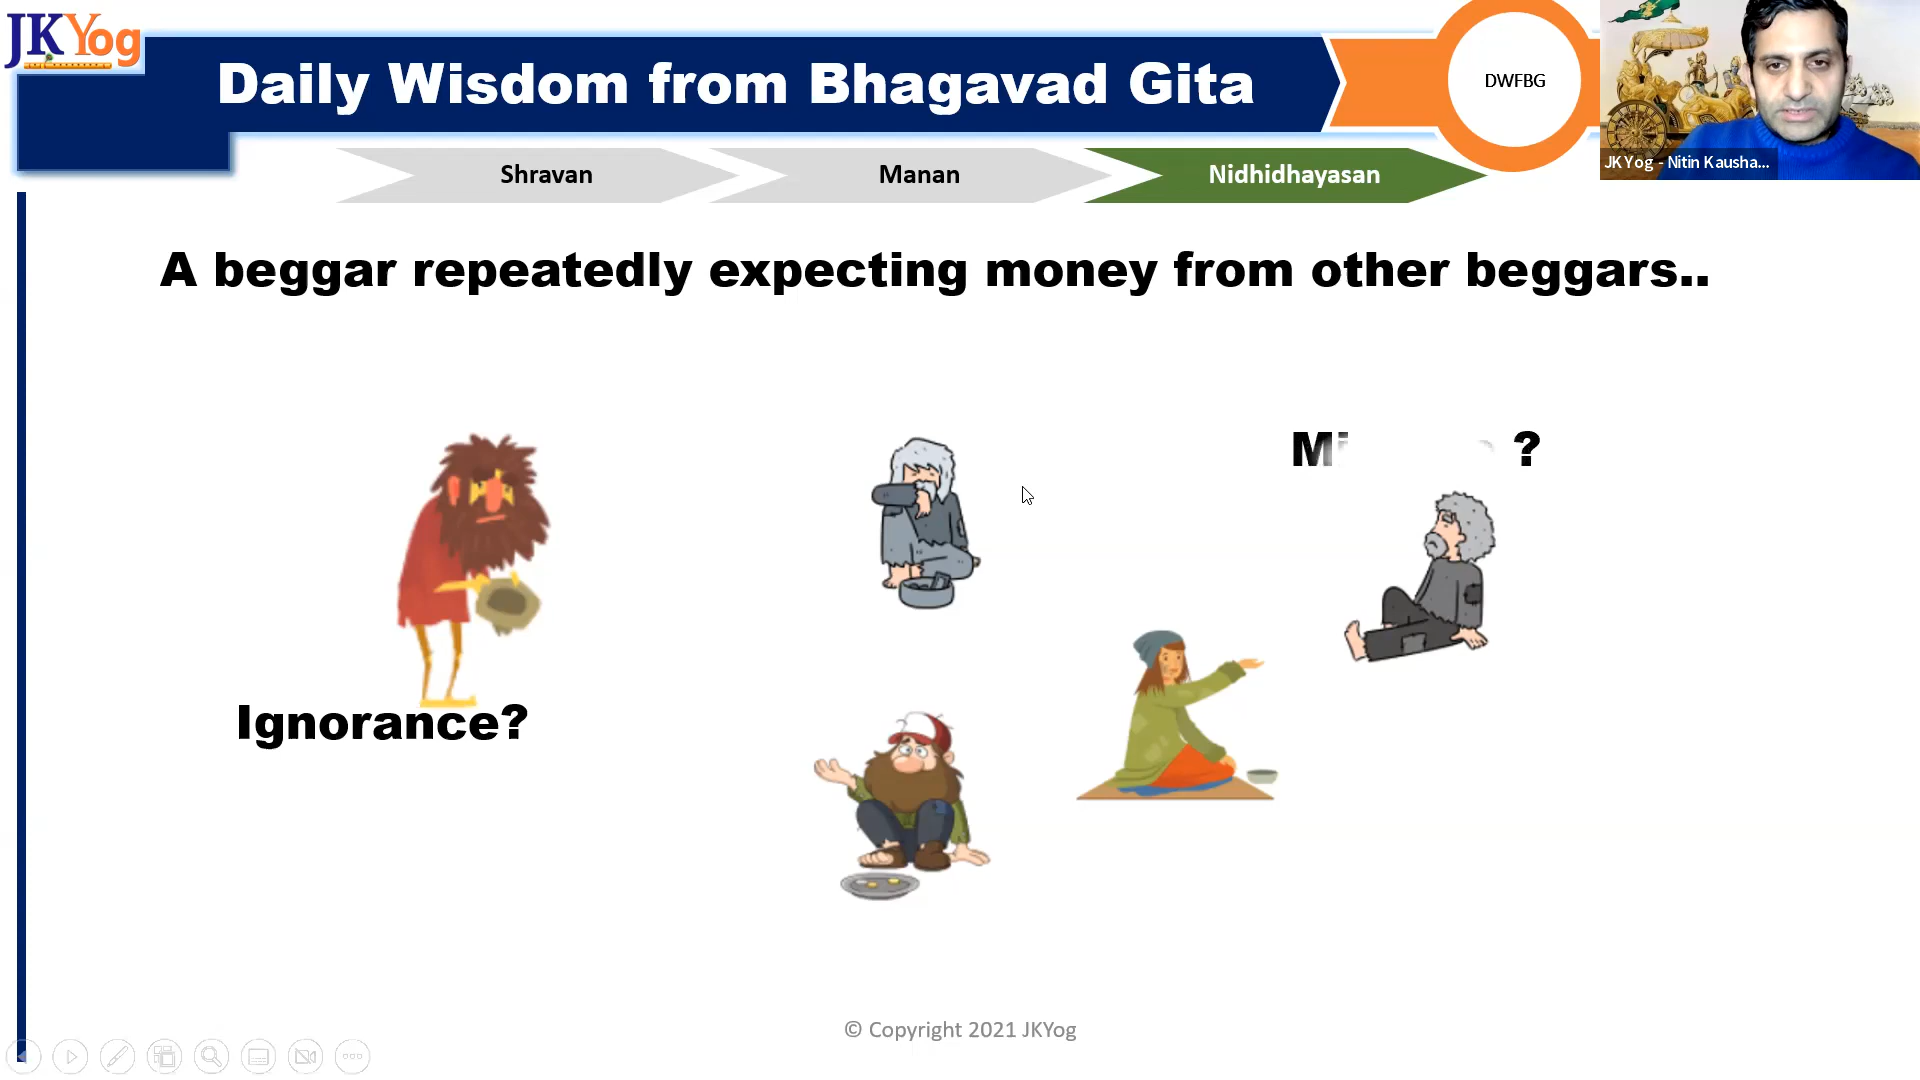 JKYog
Daily Wisdom from Bhagavad Gita
DWFBG
JK Yog - Nitin Kausha...
Shravan
Manan
Nidhidhayasan
A beggar repeatedly expecting money from other beggars..
?
Ignorance?
© Copyright 2021 JKYog